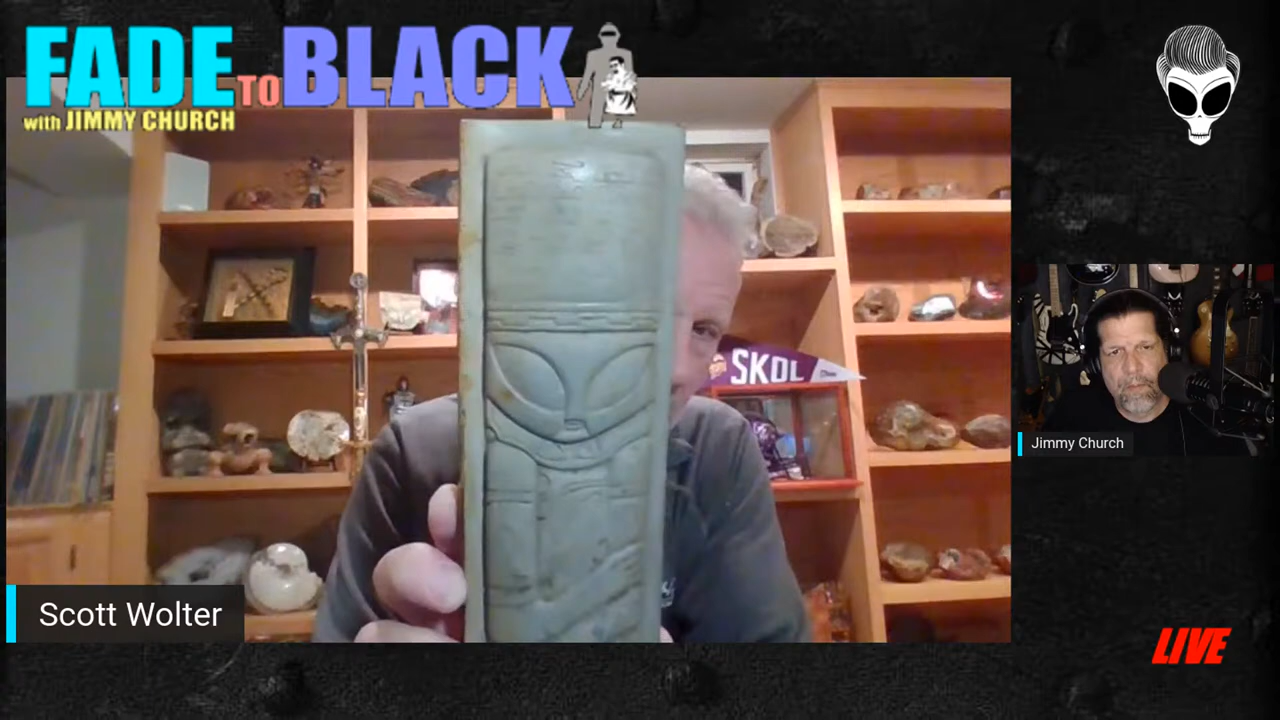 FADE TO BLACK
with JIMMY CHURCH
SKOL
Jimmy Church
Scott Wolter
LIVE